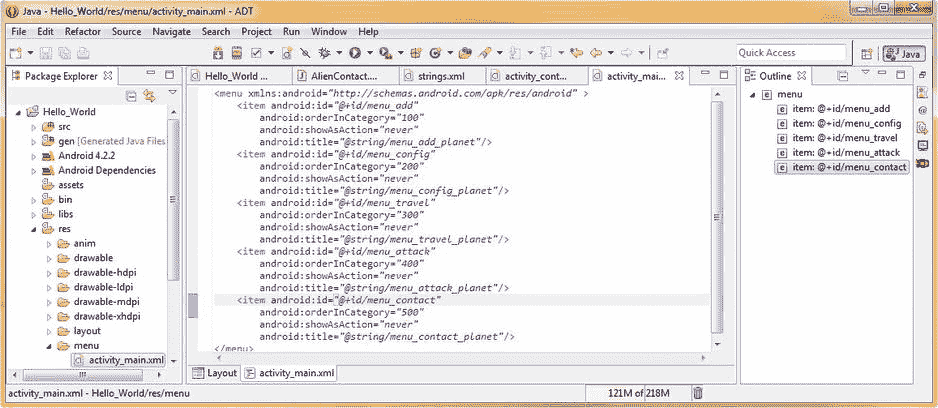 Java - Hello_World/res/menu/activity_main.xml - ADT
File Edit Refactor Source Navigate Search Project Run Window Help
Quick Access
Java
Package Explorer
Hello_World
src
gen [Generated Java Files
Android 4.2.2
Android Dependencies
assets
bin
libs
res
anim
drawable
drawable-hdpi
drawable-ldpi
drawable-mdpi
drawable-xhdpi
layout
menu
activity_main.xml
Hello_World ... AlienContact.... strings.xml activity_cont... activity_mai...
<menu xmlns:android="http://schemas.android.com/apk/res/android" >
<item android:id="@+id/menu_add"
android:orderInCategory="100"
android:showAsAction="never"
android:title="@string/menu_add_planet"/>
<item android:id="@+id/menu_config"
android:orderInCategory="200"
android:showAsAction="never"
android:title="@string/menu_config_planet"/>
<item android:id="@+id/menu_travel"
android:orderInCategory="300"
android:showAsAction="never"
android:title="@string/menu_travel_planet"/>
<item android:id="@+id/menu_attack"
android:orderInCategory="400"
android:showAsAction="never"
android:title="@string/menu_attack_planet"/>
<item android:id="@+id/menu_contact"
android:orderInCategory="500"
android:showAsAction="never"
android:title="@string/menu_contact_planet"/>
</menu>
Layout activity_main.xml
Outline
menu
item: @+id/menu_add
item: @+id/menu_config
item: @+id/menu_travel
item: @+id/menu_attack
item: @+id/menu_contact
activity_main.xml - Hello_World/res/menu
121M of 218M